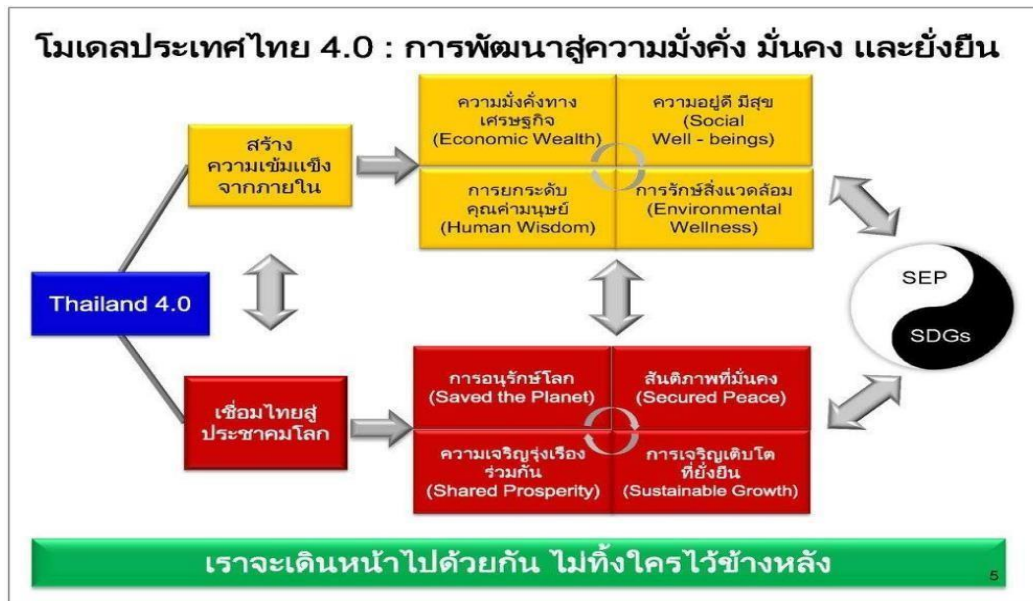 โมเดลประเทศไทย 4.0 : การพัฒนาสู่ความมั่งคั่ง มั่นคง และยั่งยืน
สร้าง
ความเข้มแข็ง
จากภายใน
ความมั่งคั่งทาง
เศรษฐกิจ
(Economic Wealth)
ความอยู่ดี มีสุข
(Social
Well - beings)
การยกระดับ
คุณค่ามนุษย์
(Human Wisdom)
การรักษ์สิ่งแวดล้อม
(Environmental
Wellness)
Thailand 4.0
SEP
SDGs
เชื่อมไทยสู่
ประชาคมโลก
การอนุรักษ์โลก
(Saved the Planet)
สันติภาพที่มั่นคง
(Secured Peace)
ความเจริญรุ่งเรือง
ร่วมกัน
(Shared Prosperity)
การเจริญเติบโต
ที่ยั่งยืน
(Sustainable Growth)
เราจะเดินหน้าไปด้วยกัน ไม่ทิ้งใครไว้ข้างหลัง
5